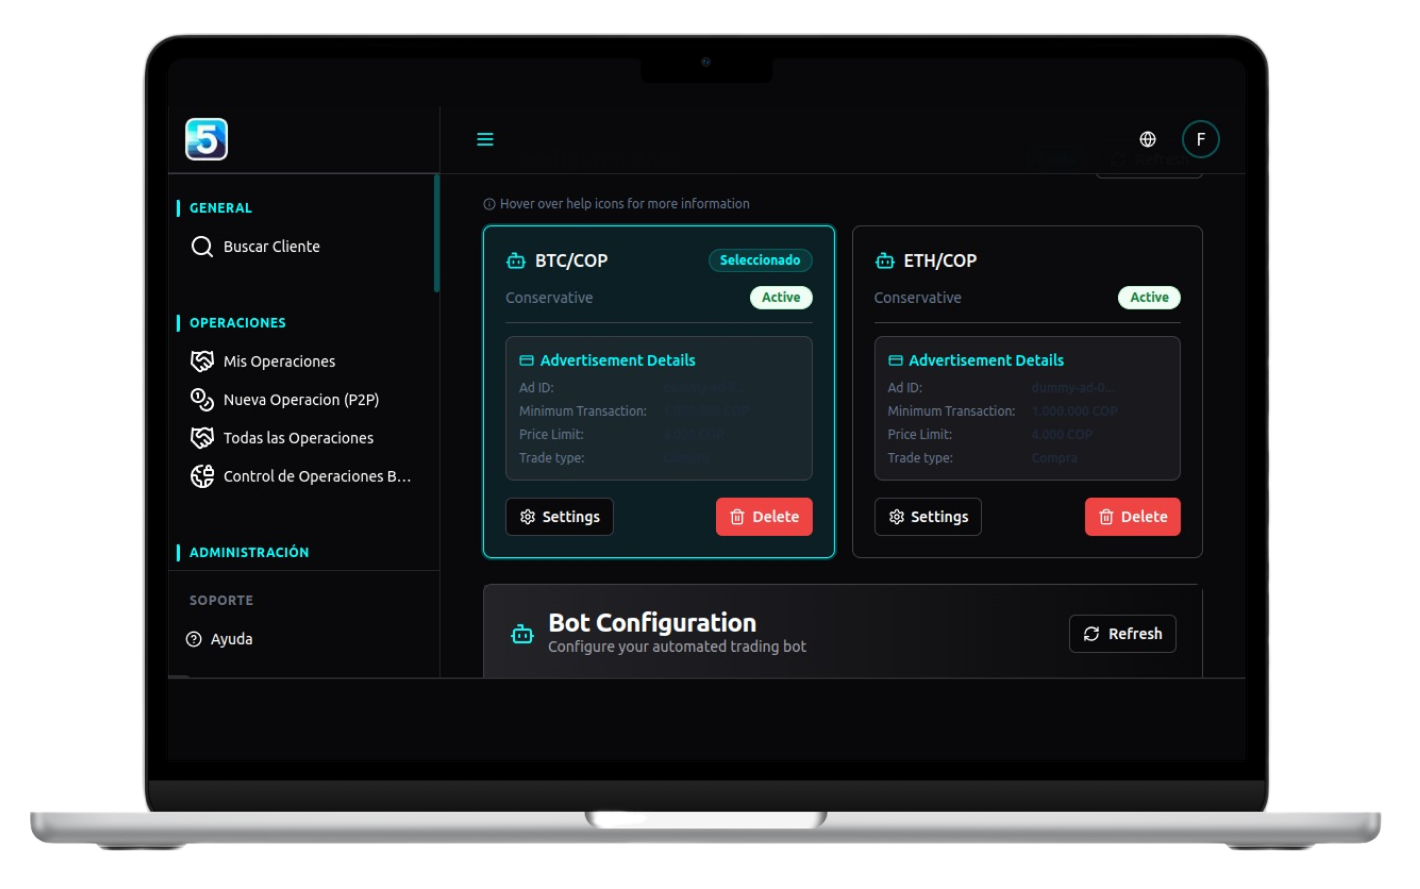 5
F
GENERAL
Buscar Cliente
OPERACIONES
Mis Operaciones
Nueva Operacion (P2P)
Todas las Operaciones
Control de Operaciones B...
ADMINISTRACIÓN
SOPORTE
Ayuda
Hover over help icons for more information
BTC/COP
Seleccionado
Conservative
Active
Advertisement Details
Ad ID:
Minimum Transaction:
Price Limit:
Trade type:
Settings
Delete
ETH/COP
Conservative
Active
Advertisement Details
Ad ID: dummy-ad-0...
Minimum Transaction: 1.000.000 COP
Price Limit: 4.000 COP
Trade type: Compra
Settings
Delete
Bot Configuration
Configure your automated trading bot
Refresh